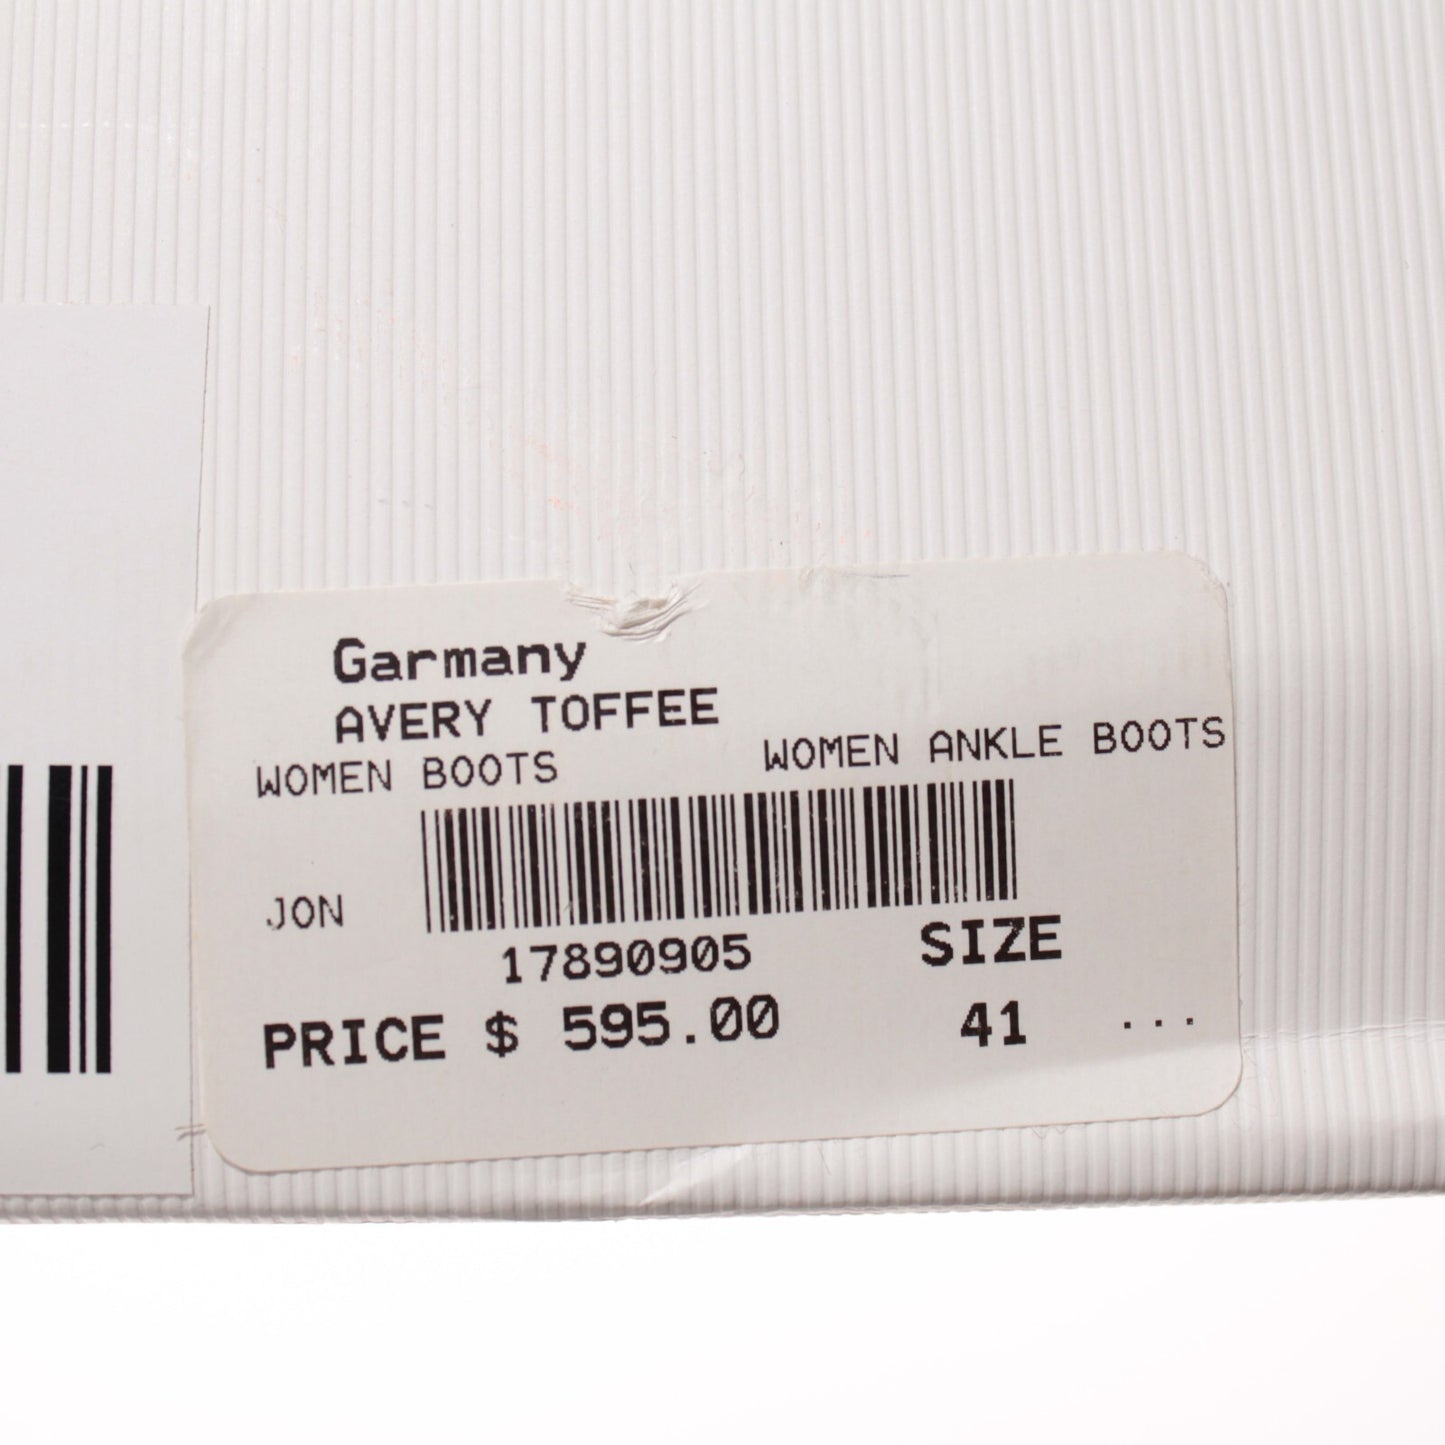 Garmany
AVERY TOFFEE
WOMEN BOOTS WOMEN ANKLE BOOTS
JON
17890905 SIZE
PRICE $ 595.00 41 ...